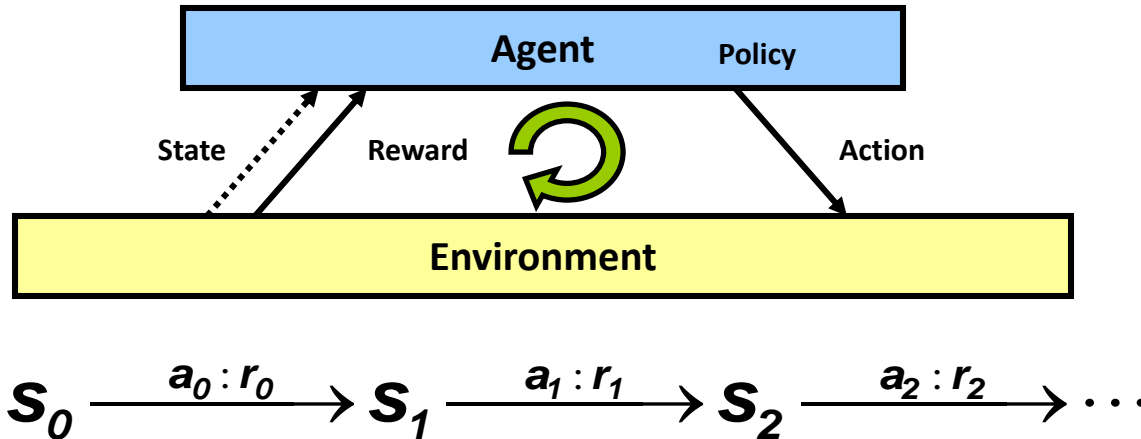 Agent Policy
State Reward Action
Environment
s₀ a₀ : r₀ → s₁ a₁ : r₁ → s₂ a₂ : r₂ → ⋯